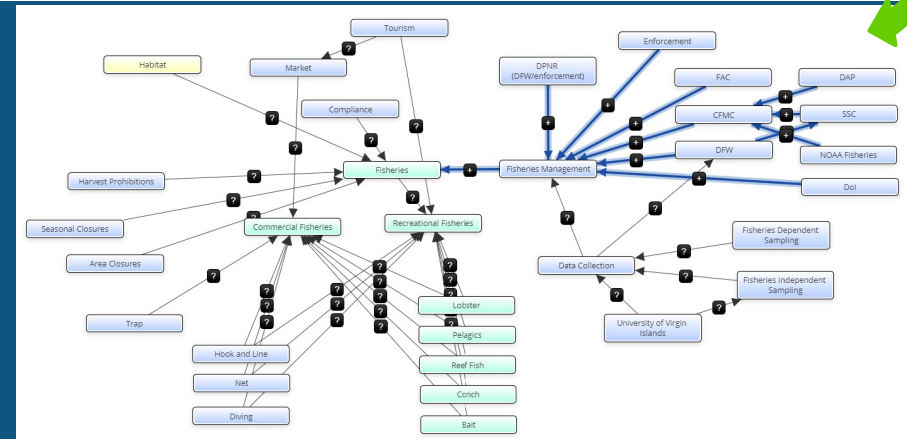 Tourism
?
Enforcement
Habitat
Market
DPNR
(DFW/enforcement)
FAC
DAP
+
+
Compliance
?
?
+
CFMC
+
SSC
+
+
?
?
+
DFW
+
NOAA Fisheries
Fisheries
+
Fisheries Management
Harvest Prohibitions
?
+
DoI
?
?
?
?
Seasonal Closures
Commercial Fisheries
Recreational Fisheries
Fisheries Dependent
Sampling
?
Area Closures
?
?
Data Collection
?
?
?
?
?
Fisheries Independent
Sampling
?
?
?
?
?
Lobster
?
?
?
?
?
Trap
?
?
Pelagics
University of Virgin
Islands
Hook and Line
Reef Fish
Net
Conch
Diving
Bait